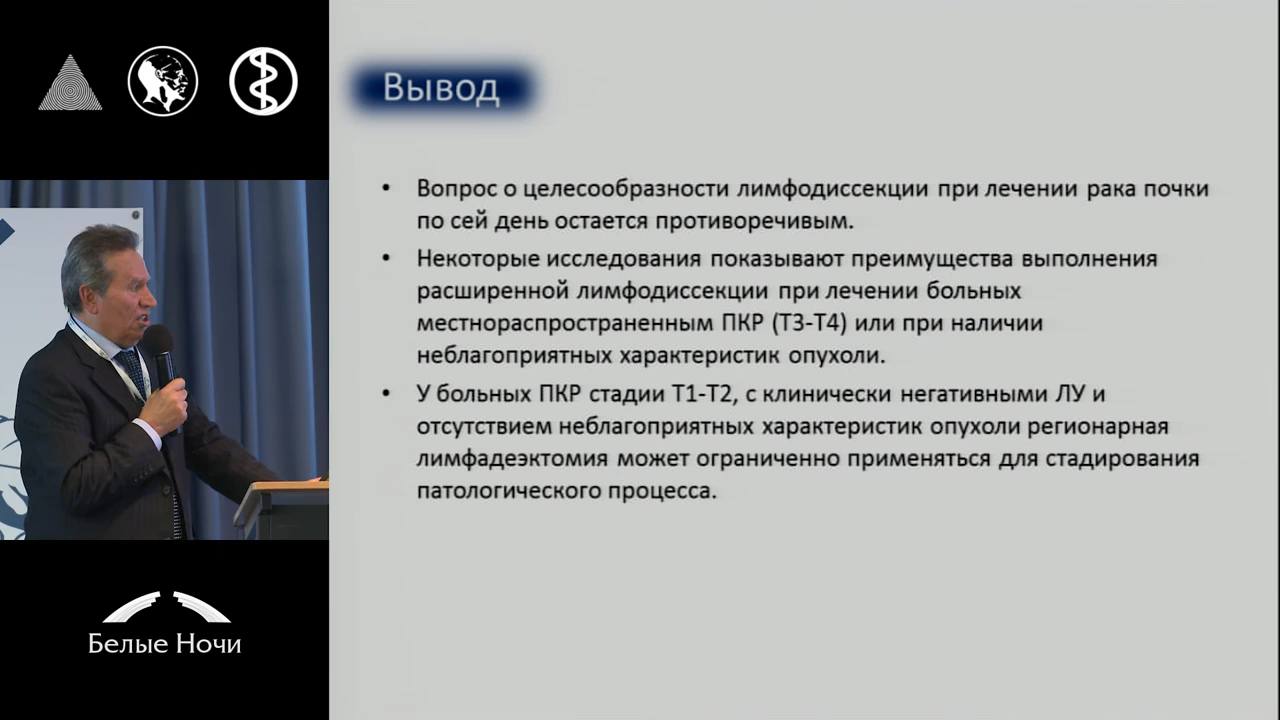 Вывод
• Вопрос о целесообразности лимфодиссекции при лечении рака почки
по сей день остается противоречивым.
• Некоторые исследования показывают преимущества выполнения
расширенной лимфодиссекции при лечении больных
местнораспространенным ПКР (Т3-Т4) или при наличии
неблагоприятных характеристик опухоли.
• У больных ПКР стадии Т1-Т2, с клинически негативными ЛУ и
отсутствием неблагоприятных характеристик опухоли регионарная
лимфадеэктомия может ограниченно применяться для стадирования
патологического процесса.
Белые Ночи